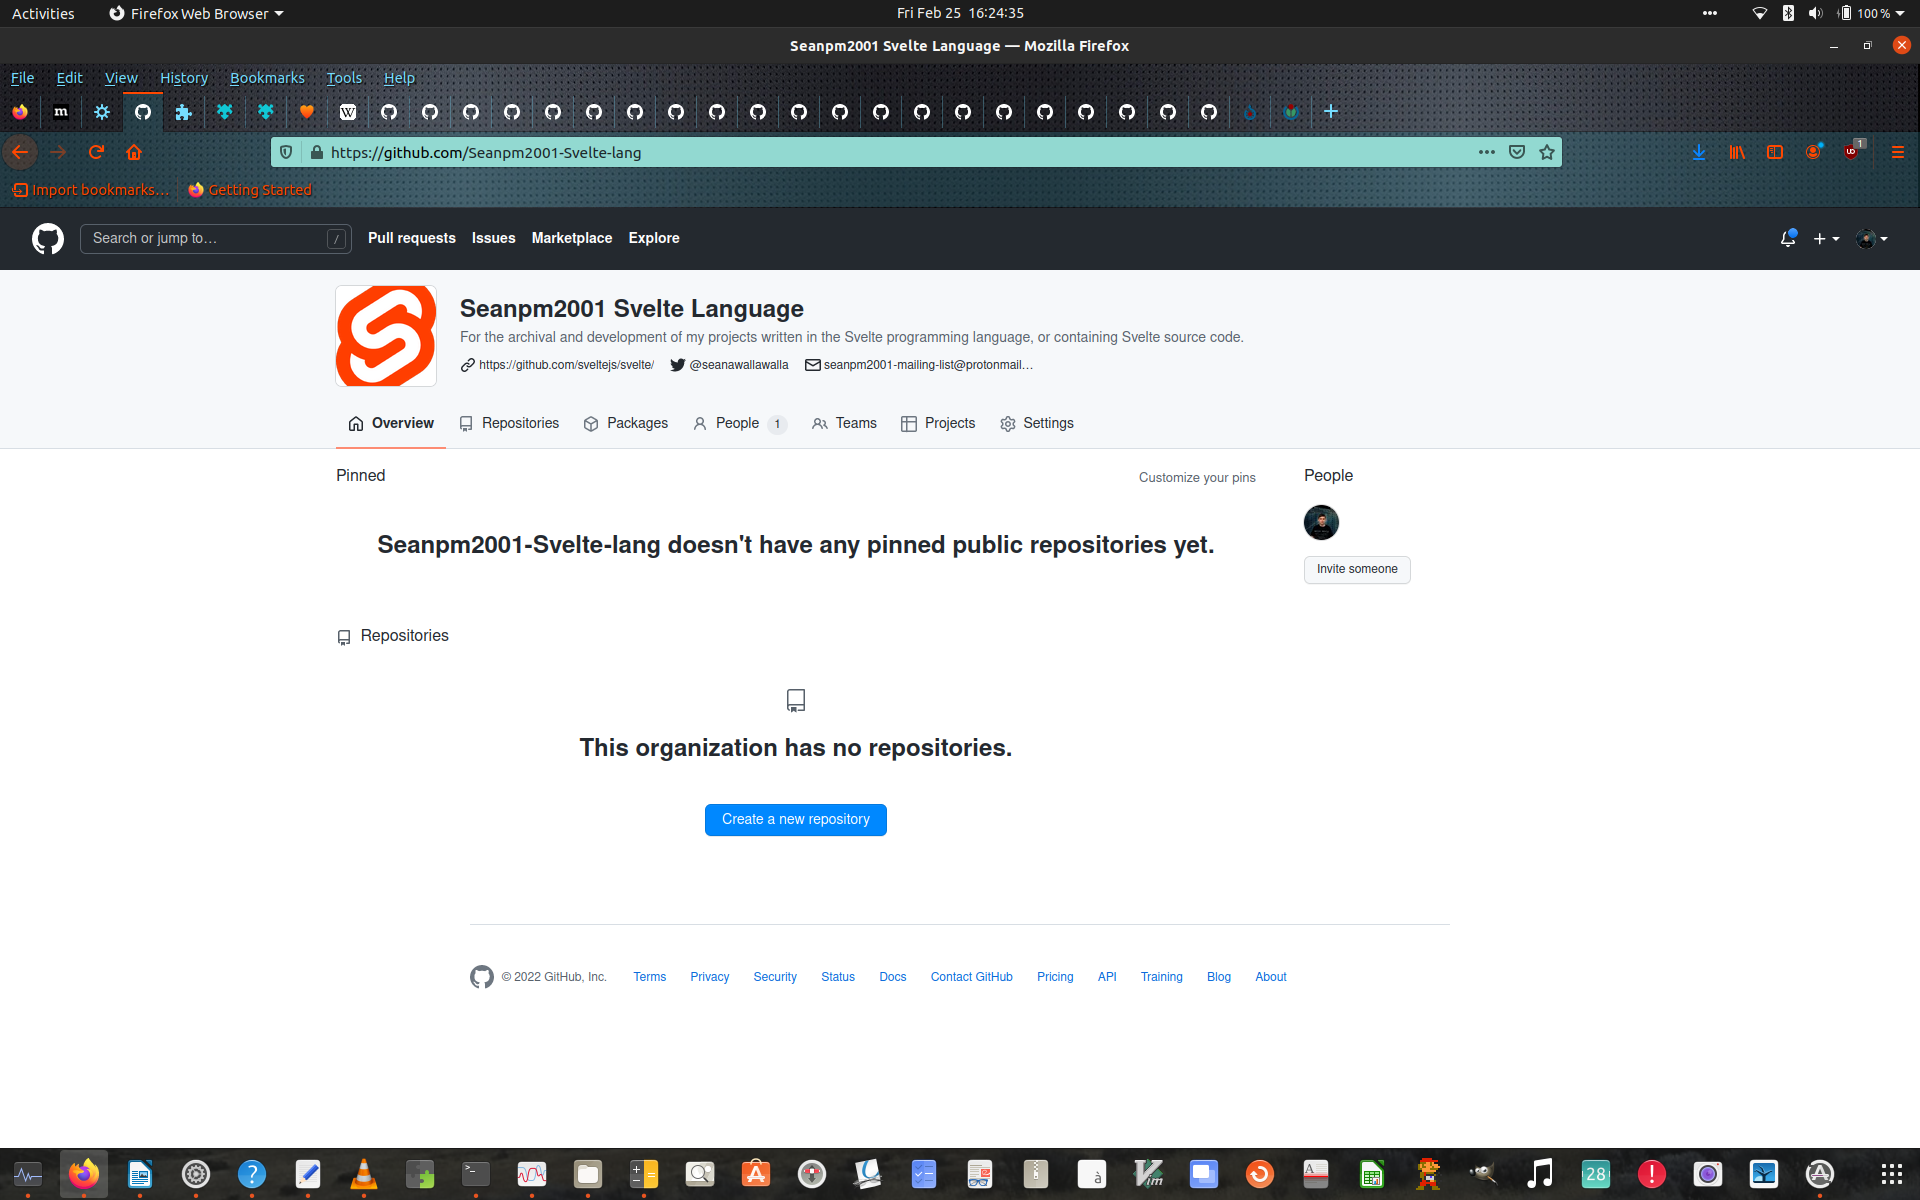 Activities
Firefox Web Browser
Fri Feb 25 16:24:35
100 %
Seanpm2001 Svelte Language — Mozilla Firefox
File Edit View History Bookmarks Tools Help
m
W
https://github.com/Seanpm2001-Svelte-lang
1
Import bookmarks…
Getting Started
Search or jump to…
/
Pull requests
Issues
Marketplace
Explore
Seanpm2001 Svelte Language
For the archival and development of my projects written in the Svelte programming language, or containing Svelte source code.
https://github.com/sveltejs/svelte/
@seanawallawalla
seanpm2001-mailing-list@protonmail…
Overview
Repositories
Packages
People 1
Teams
Projects
Settings
Pinned
Customize your pins
People
Seanpm2001-Svelte-lang doesn't have any pinned public repositories yet.
Invite someone
Repositories
This organization has no repositories.
Create a new repository
© 2022 GitHub, Inc.
Terms
Privacy
Security
Status
Docs
Contact GitHub
Pricing
API
Training
Blog
About
?
>_
à
Vim
A
28
!